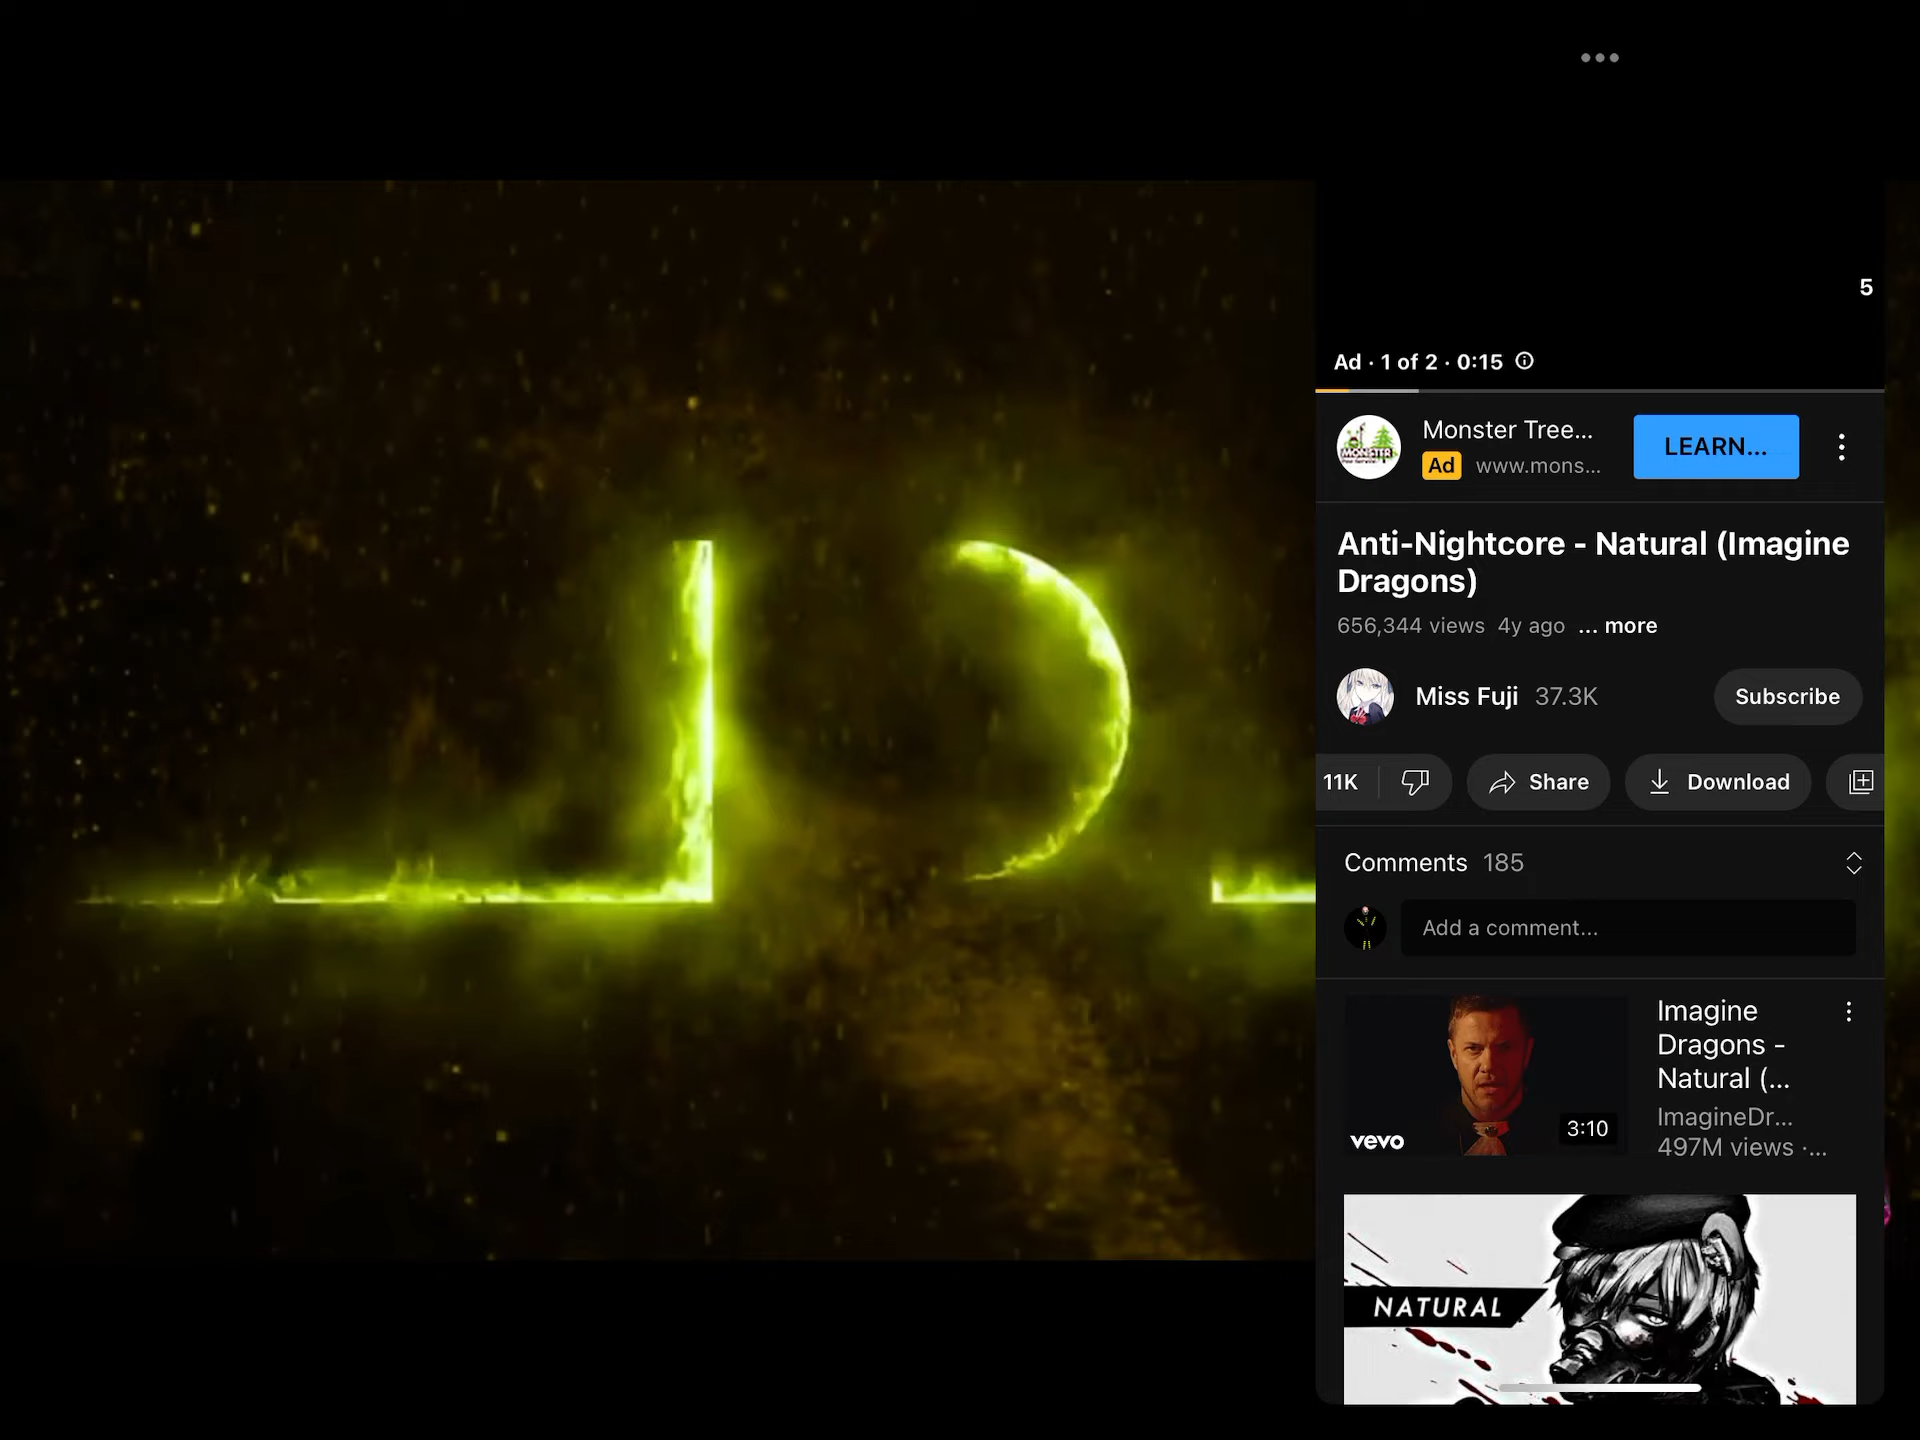 5
Ad · 1 of 2 · 0:15
MONSTER
Monster Tree...
Ad www.mons...
LEARN...
Anti-Nightcore - Natural (Imagine
Dragons)
656,344 views 4y ago ... more
Miss Fuji 37.3K
Subscribe
11K
Share
Download
Comments 185
Add a comment...
Imagine
Dragons -
Natural (...
ImagineDr...
497M views ·...
vevo
3:10
NATURAL